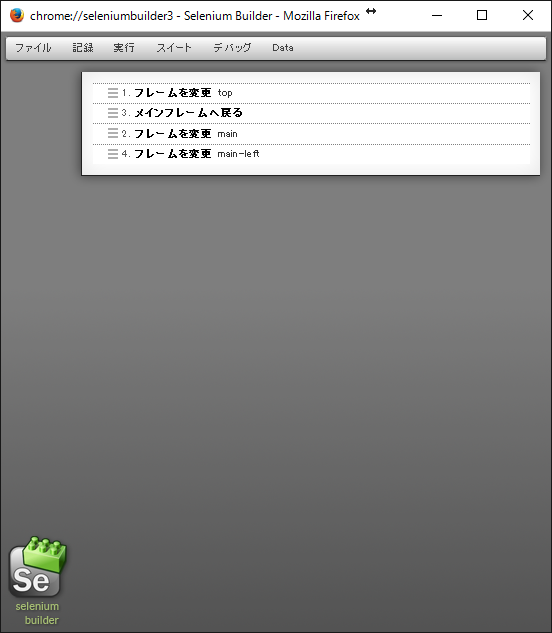 chrome://seleniumbuilder3 - Selenium Builder - Mozilla Firefox
ファイル 記録 実行 スイート デバッグ Data
1. フレームを変更 top
3. メインフレームへ戻る
2. フレームを変更 main
4. フレームを変更 main-left
Se
selenium
builder